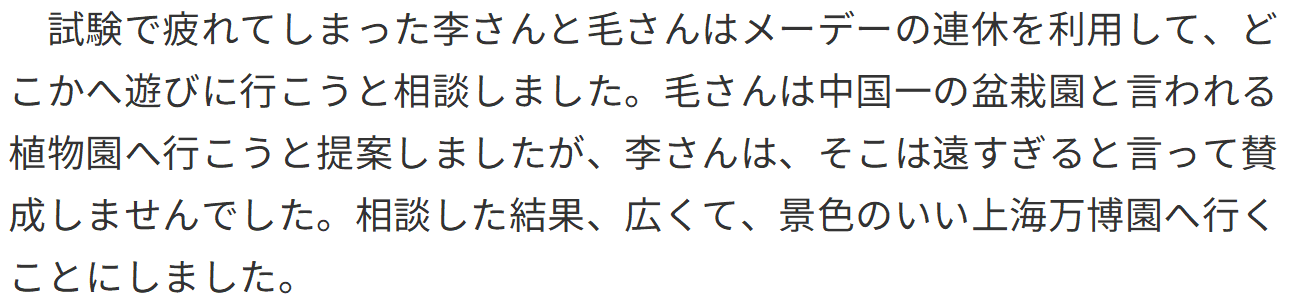 試験で疲れてしまった李さんと毛さんはメーデーの連休を利用して、ど
こかへ遊びに行こうと相談しました。毛さんは中国一の盆栽園と言われる
植物園へ行こうと提案しましたが、李さんは、そこは遠すぎると言って賛
成しませんでした。相談した結果、広くて、景色のいい上海万博園へ行く
ことにしました。